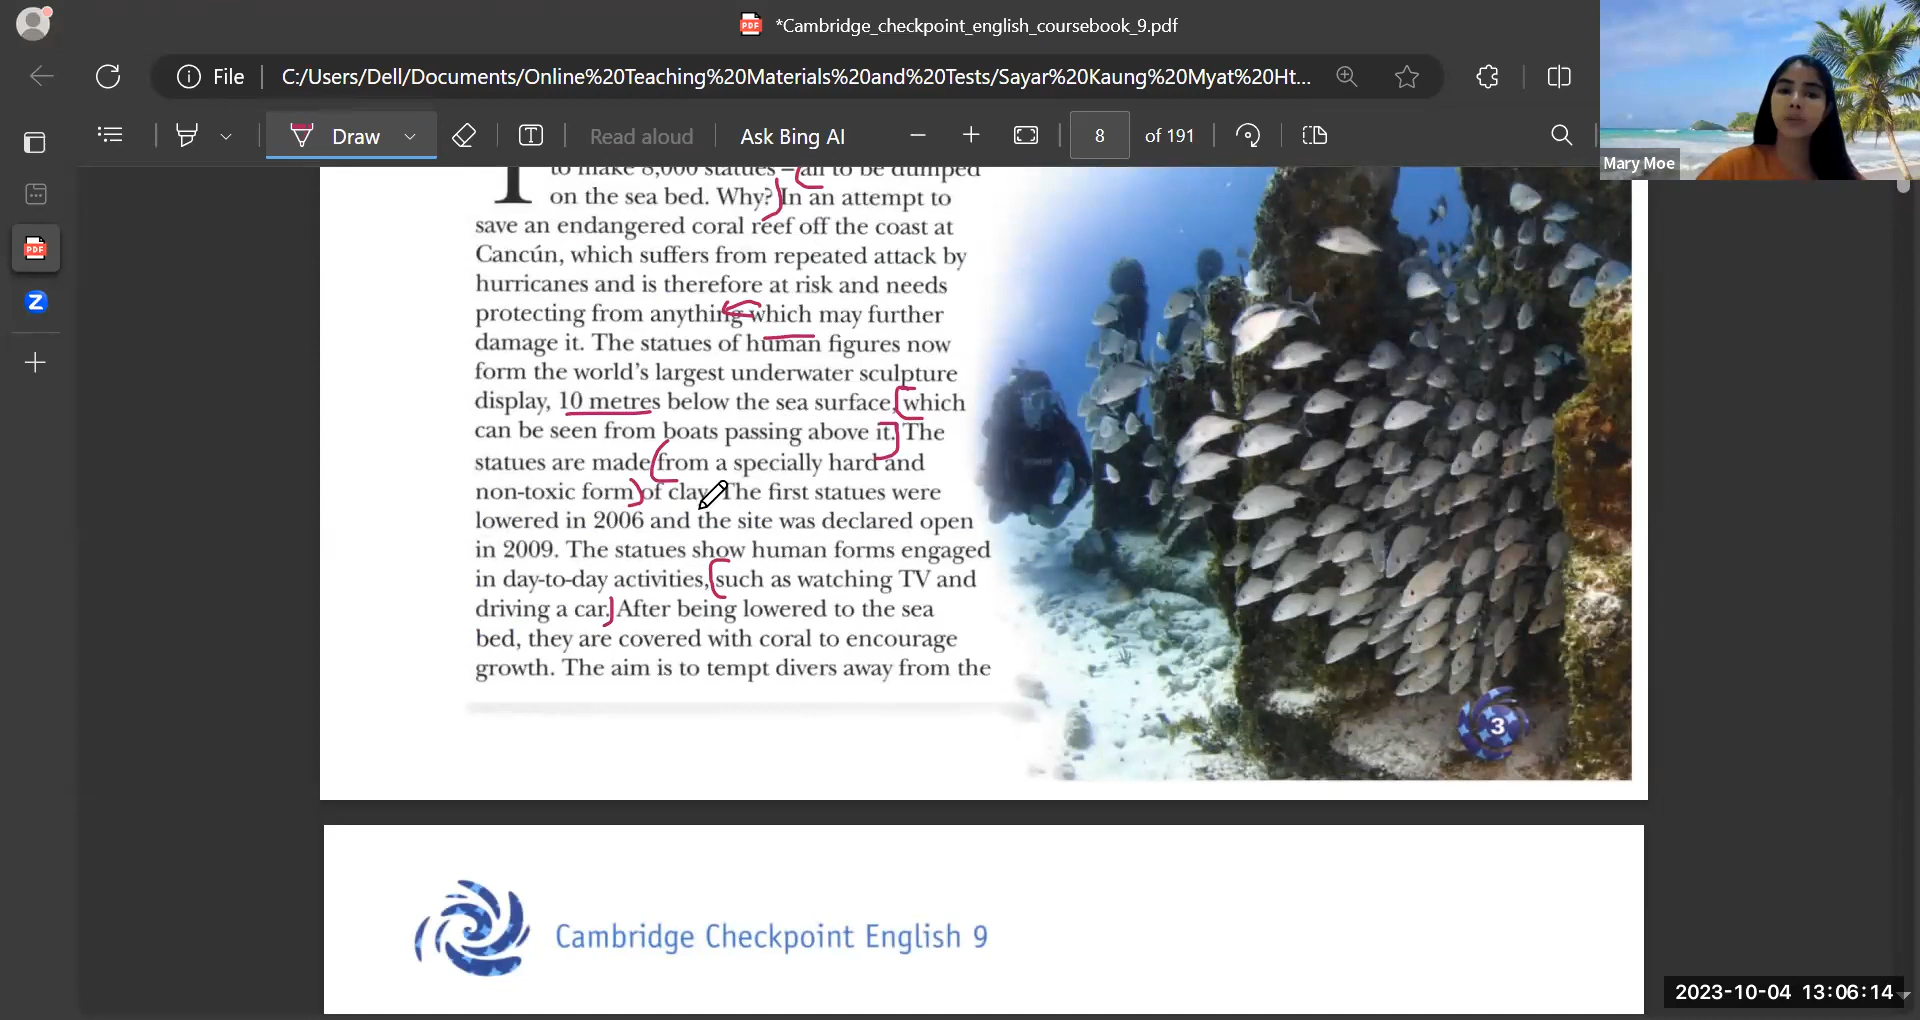 *Cambridge_checkpoint_english_coursebook_9.pdf
File C:/Users/Dell/Documents/Online%20Teaching%20Materials%20and%20Tests/Sayar%20Kaung%20Myat%20Ht...
Draw Read aloud Ask Bing AI 8 of 191
Mary Moe
T to make 8,000 statues – all to be dumped
on the sea bed. Why? In an attempt to
save an endangered coral reef off the coast at
Cancún, which suffers from repeated attack by
hurricanes and is therefore at risk and needs
protecting from anything which may further
damage it. The statues of human figures now
form the world's largest underwater sculpture
display, 10 metres below the sea surface, which
can be seen from boats passing above it. The
statues are made from a specially hard and
non-toxic form of clay. The first statues were
lowered in 2006 and the site was declared open
in 2009. The statues show human forms engaged
in day-to-day activities, such as watching TV and
driving a car. After being lowered to the sea
bed, they are covered with coral to encourage
growth. The aim is to tempt divers away from the
3
Cambridge Checkpoint English 9
2023-10-04 13:06:14